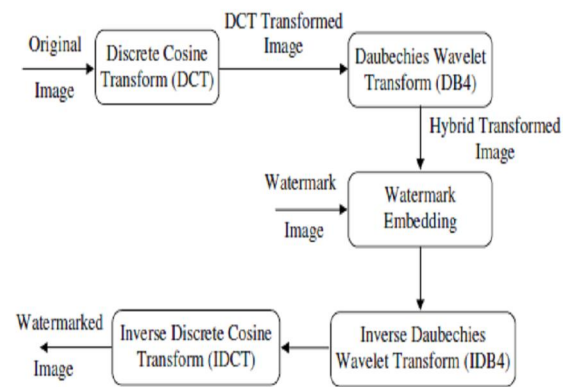 Original
Image
Discrete Cosine
Transform (DCT)
DCT Transformed
Image
Daubechies Wavelet
Transform (DB4)
Hybrid Transformed
Image
Watermark
Image
Watermark
Embedding
Inverse Daubechies
Wavelet Transform (IDB4)
Inverse Discrete Cosine
Transform (IDCT)
Watermarked
Image